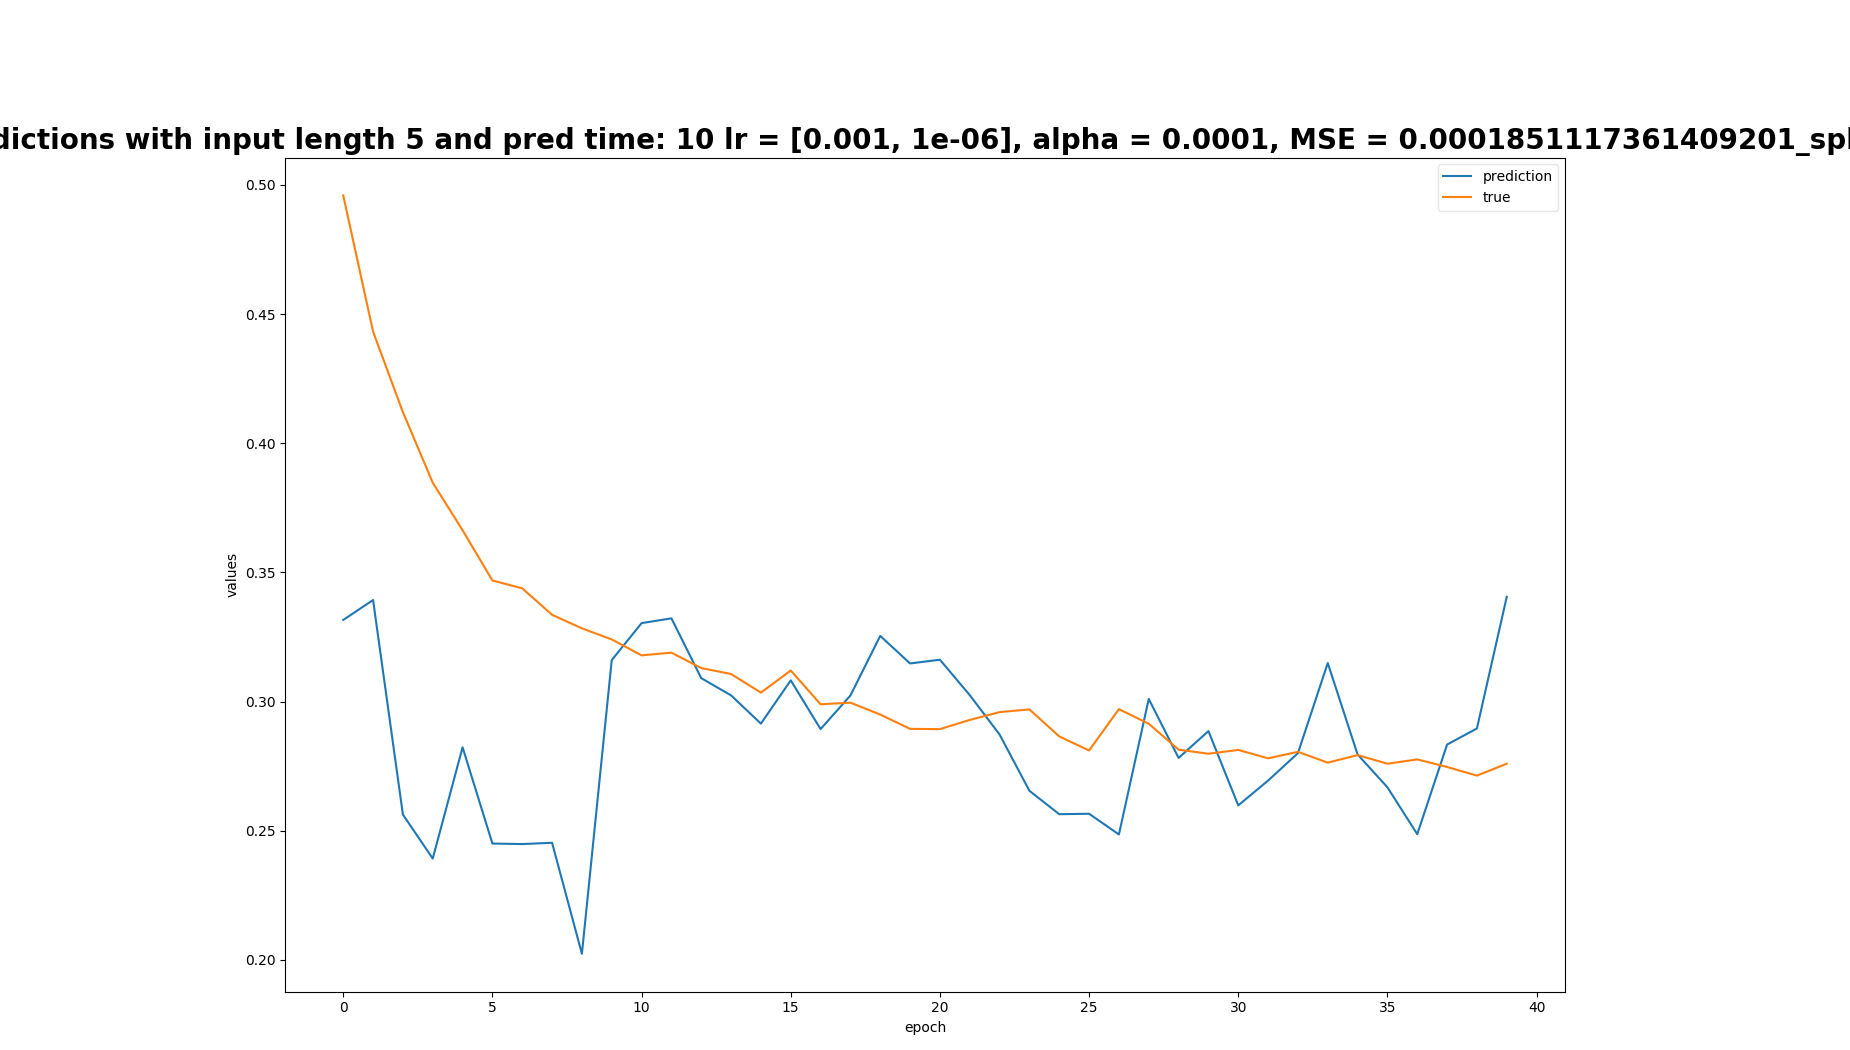 dictions with input length 5 and pred time: 10 lr = [0.001, 1e-06], alpha = 0.0001, MSE = 0.0001851117361409201_spl
prediction
true
0.50
0.45
0.40
0.35
0.30
0.25
0.20
values
0 5 10 15 20 25 30 35 40
epoch